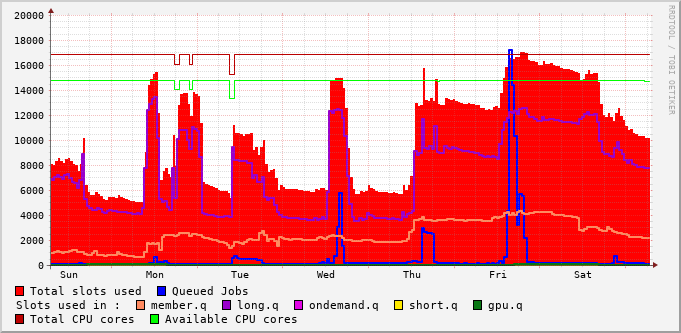 20000
18000
16000
14000
12000
10000
8000
6000
4000
2000
0
Sun Mon Tue Wed Thu Fri Sat
RRDTOOL / TOBI OETIKER
Total slots used Queued Jobs
Slots used in : member.q long.q ondemand.q short.q gpu.q
Total CPU cores Available CPU cores